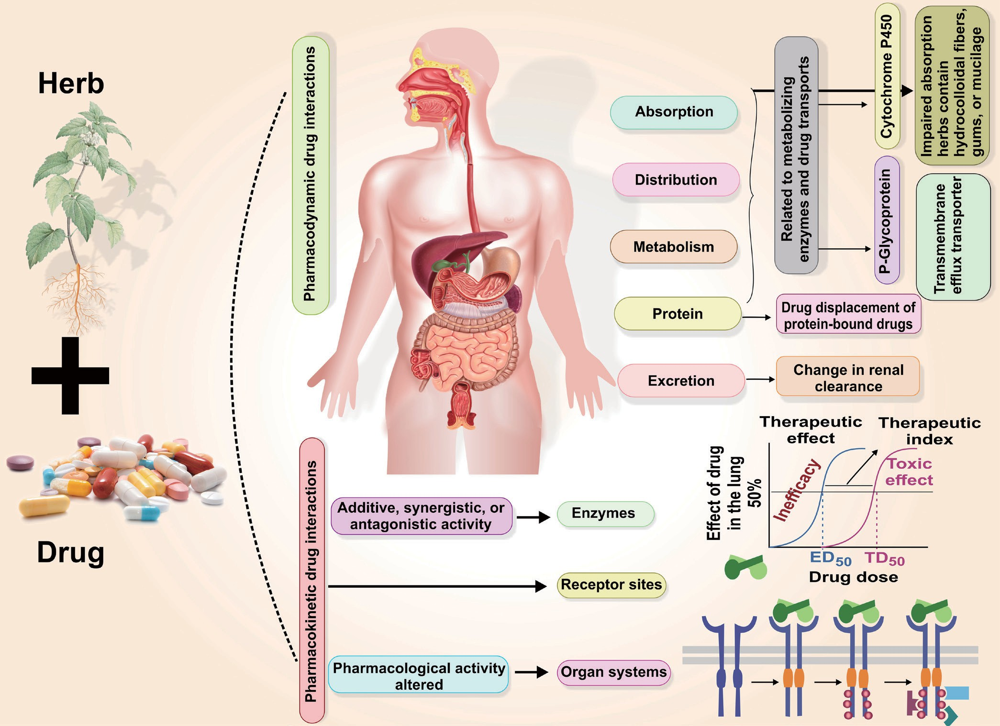 Herb
Drug
Pharmacodynamic drug interactions
Absorption
Distribution
Metabolism
Protein
Excretion
Related to metabolizing
enzymes and drug transports
Cytochrome P450
P-Glycoprotein
Impaired absorption
herbs contain
hydrocolloidal fibers,
gums, or mucilage
Transmembrane
efflux transporter
Drug displacement of
protein-bound drugs
Change in renal
clearance
Pharmacokinetic drug interactions
Additive, synergistic, or
antagonistic activity
Enzymes
Receptor sites
Pharmacological activity
altered
Organ systems
Therapeutic
effect
Therapeutic
index
Effect of drug
in the lung
50%
Inefficacy
Toxic
effect
ED50
TD50
Drug dose